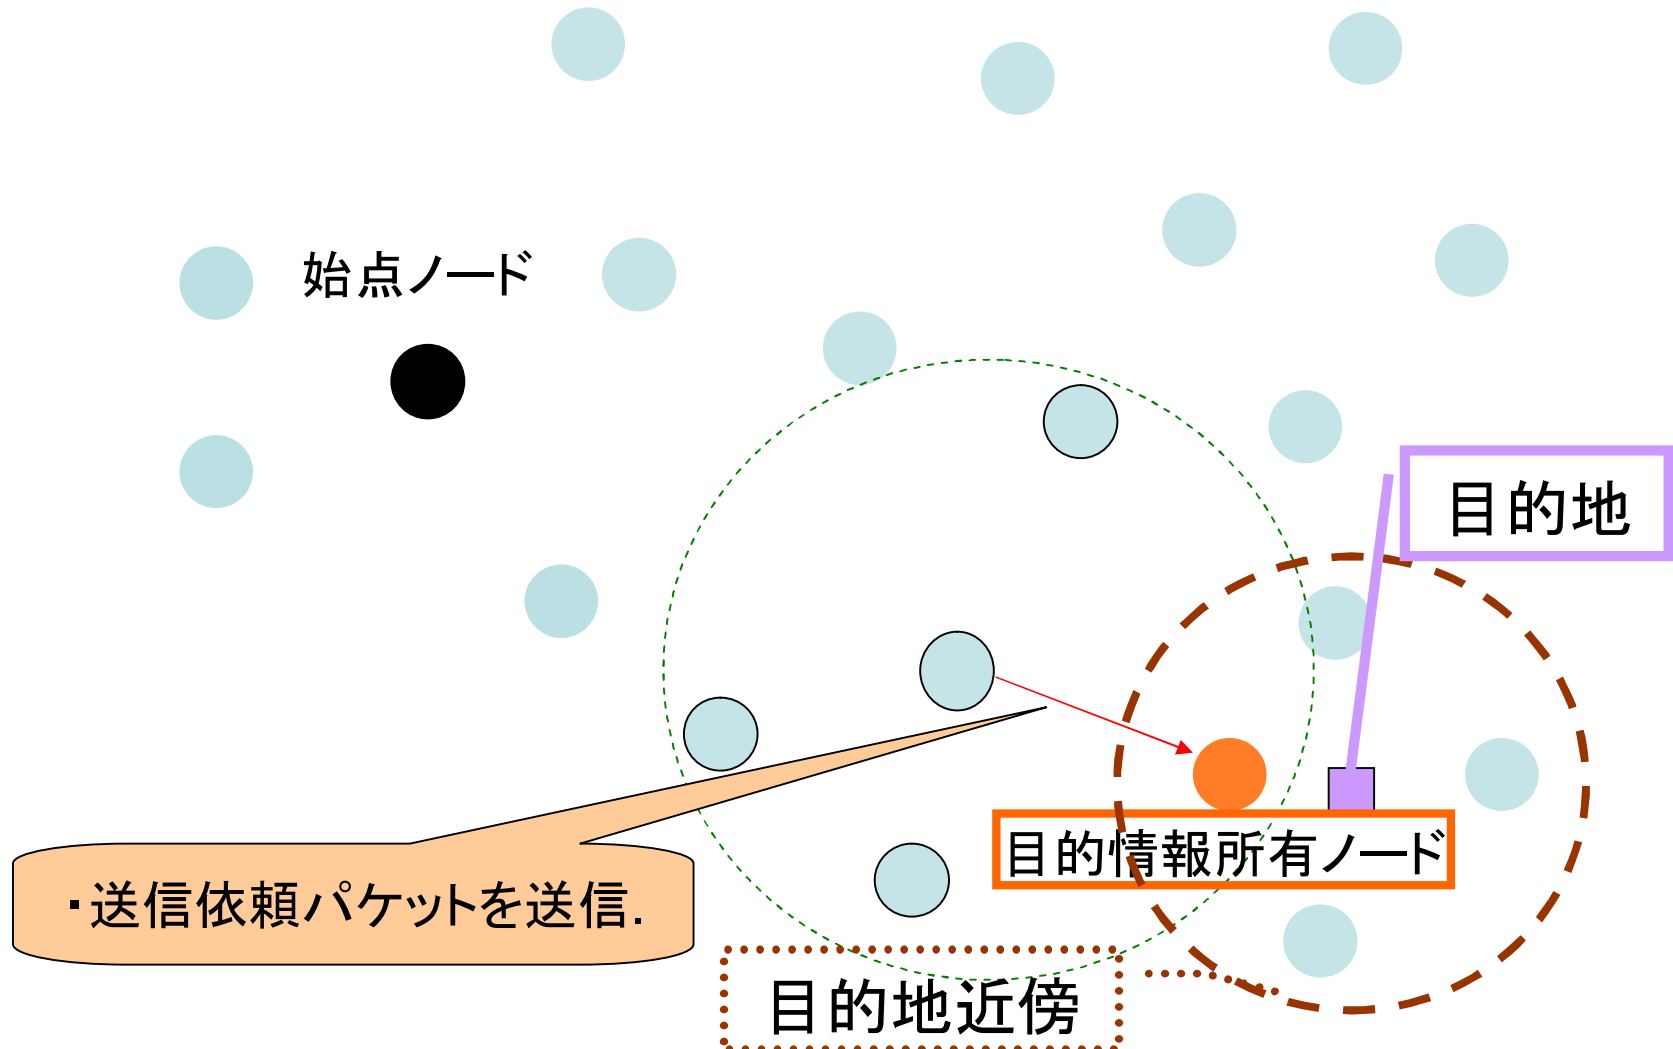 始点ノード
目的地
目的情報所有ノード
・送信依頼パケットを送信.
目的地近傍